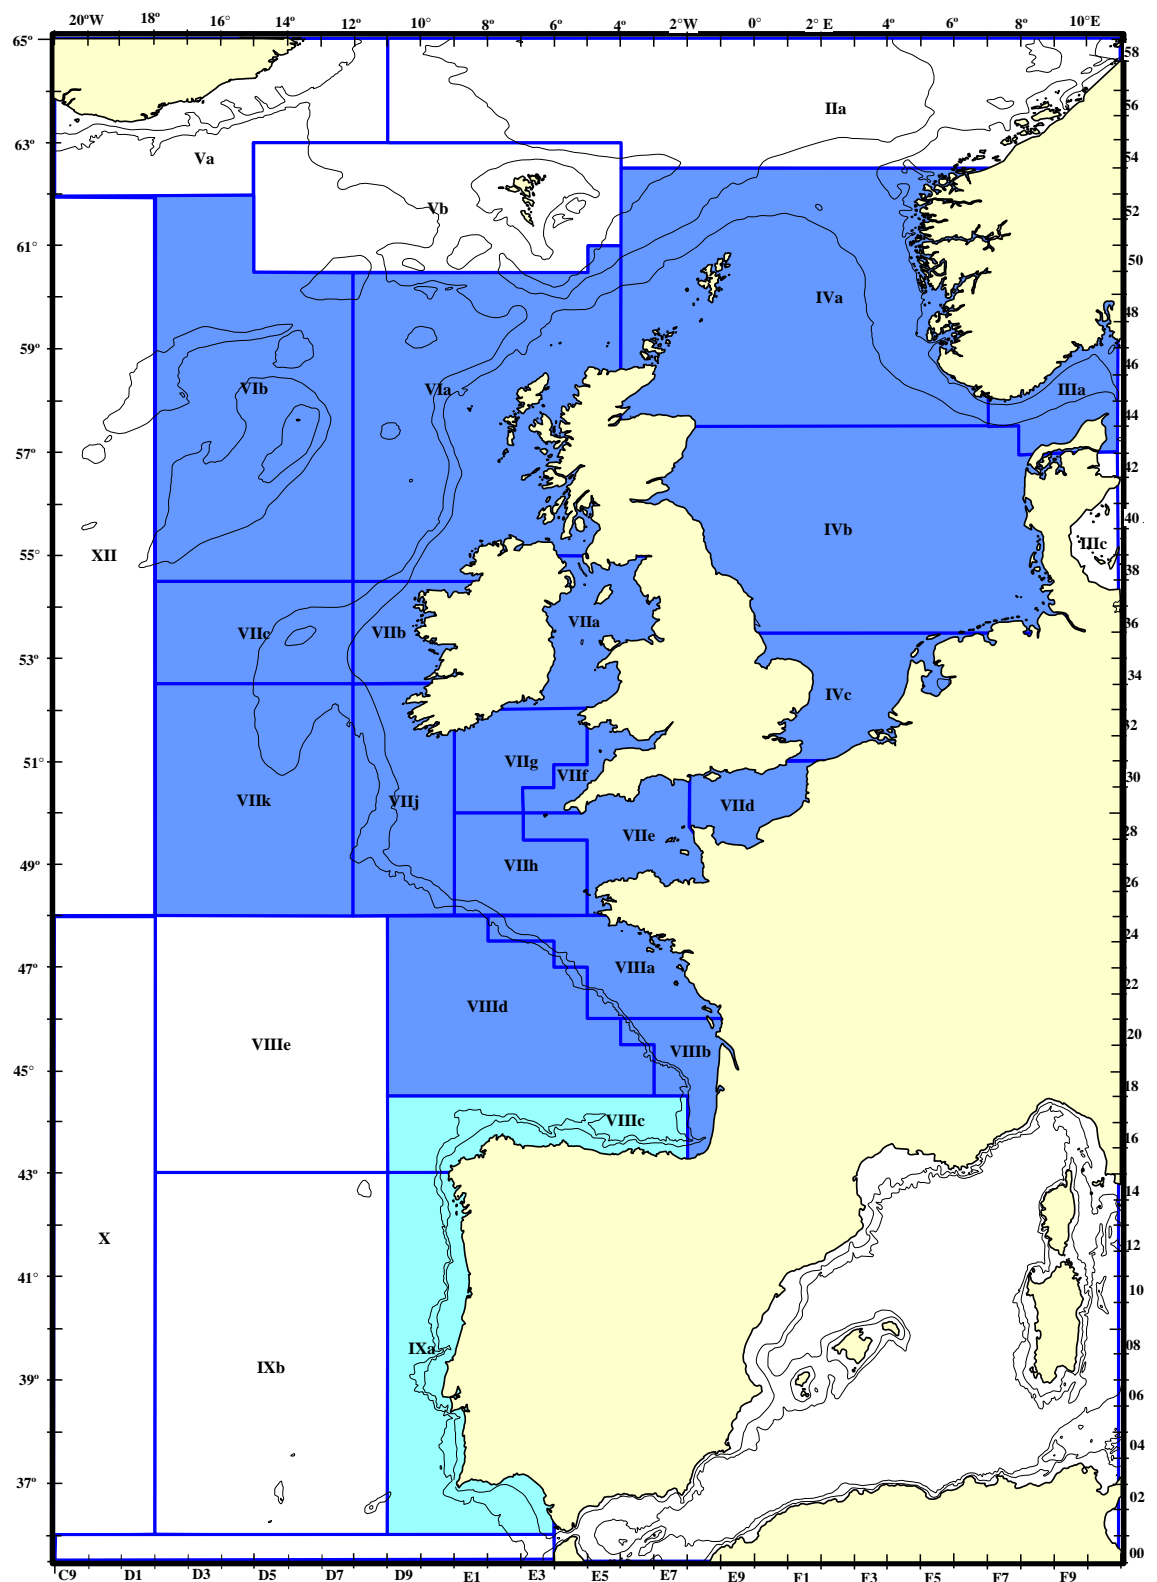 20°W 18° 16° 14° 12° 10° 8° 6° 4° 2°W 0° 2° E 4° 6° 8° 10°E
65° 58
IIa 56
63° Va 54
Vb 52
61° 50
IVa 48
59° 46
VIb VIa IIIa 44
57° 42
IVb 40
55° XII IIIc 38
VIIc VIIb VIIa 36
53° 34
IVc 32
51° VIIg VIIf 30
VIIk VIIj VIId
VIIe 28
49° VIIh 26
24
47° VIIIa 22
VIIId 20
VIIIe VIIIb
45° 18
VIIIc 16
43° 14
X 12
41° 10
IXa 08
IXb
39° 06
04
37° 02
00
C9 D1 D3 D5 D7 D9 E1 E3 E5 E7 E9 F1 F3 F5 F7 F9